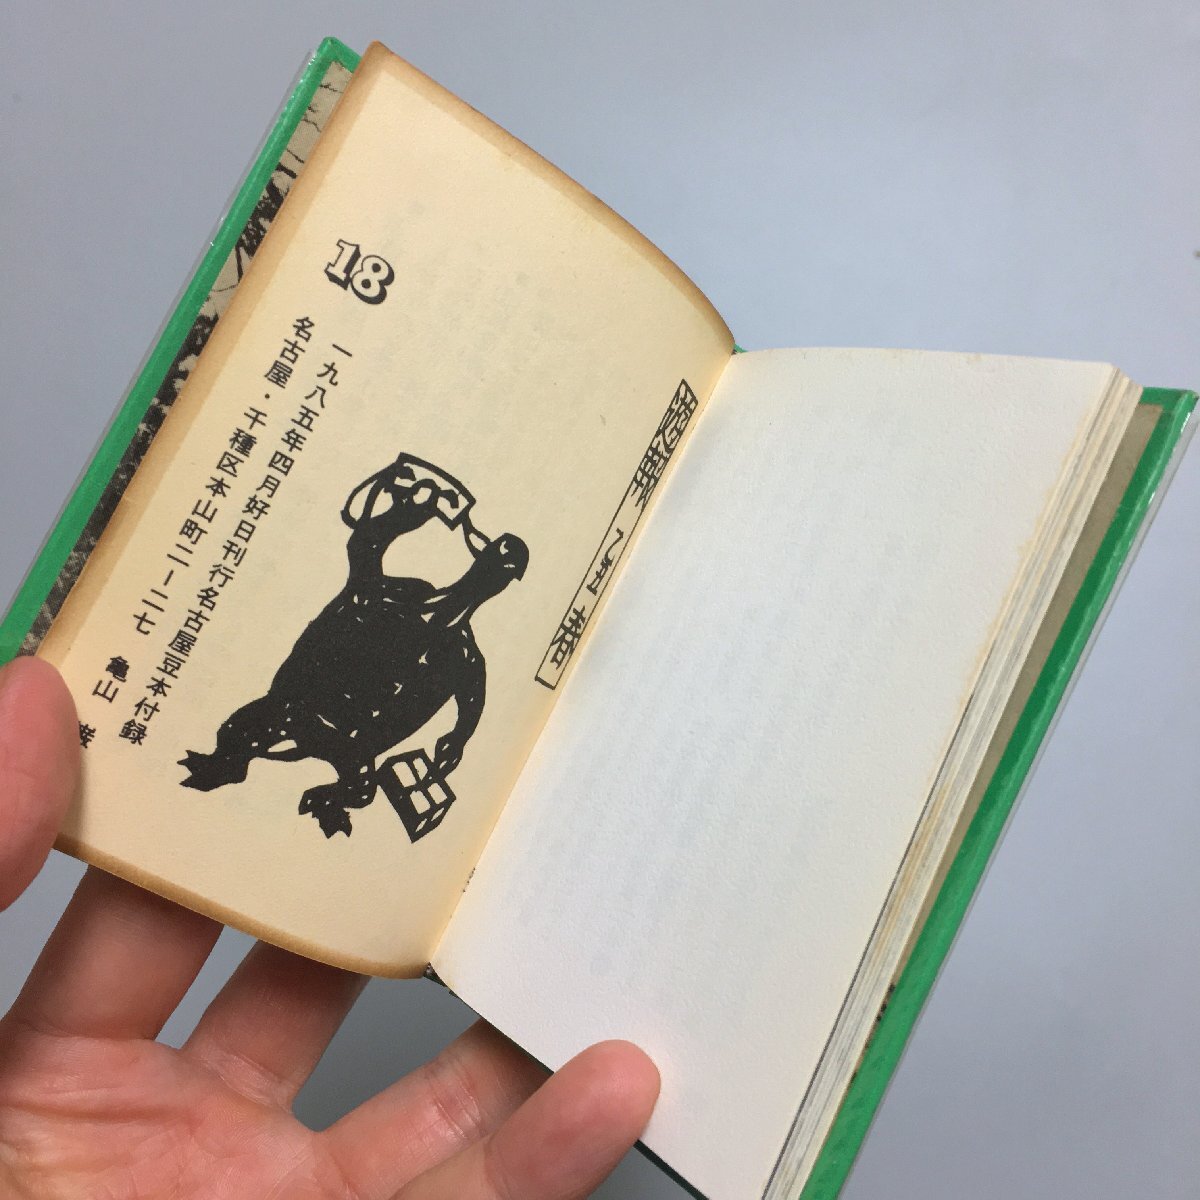 18
一九八五年四月好日刊行名古屋豆本付録
名古屋・千種区本山町二ー二七 亀山 巌